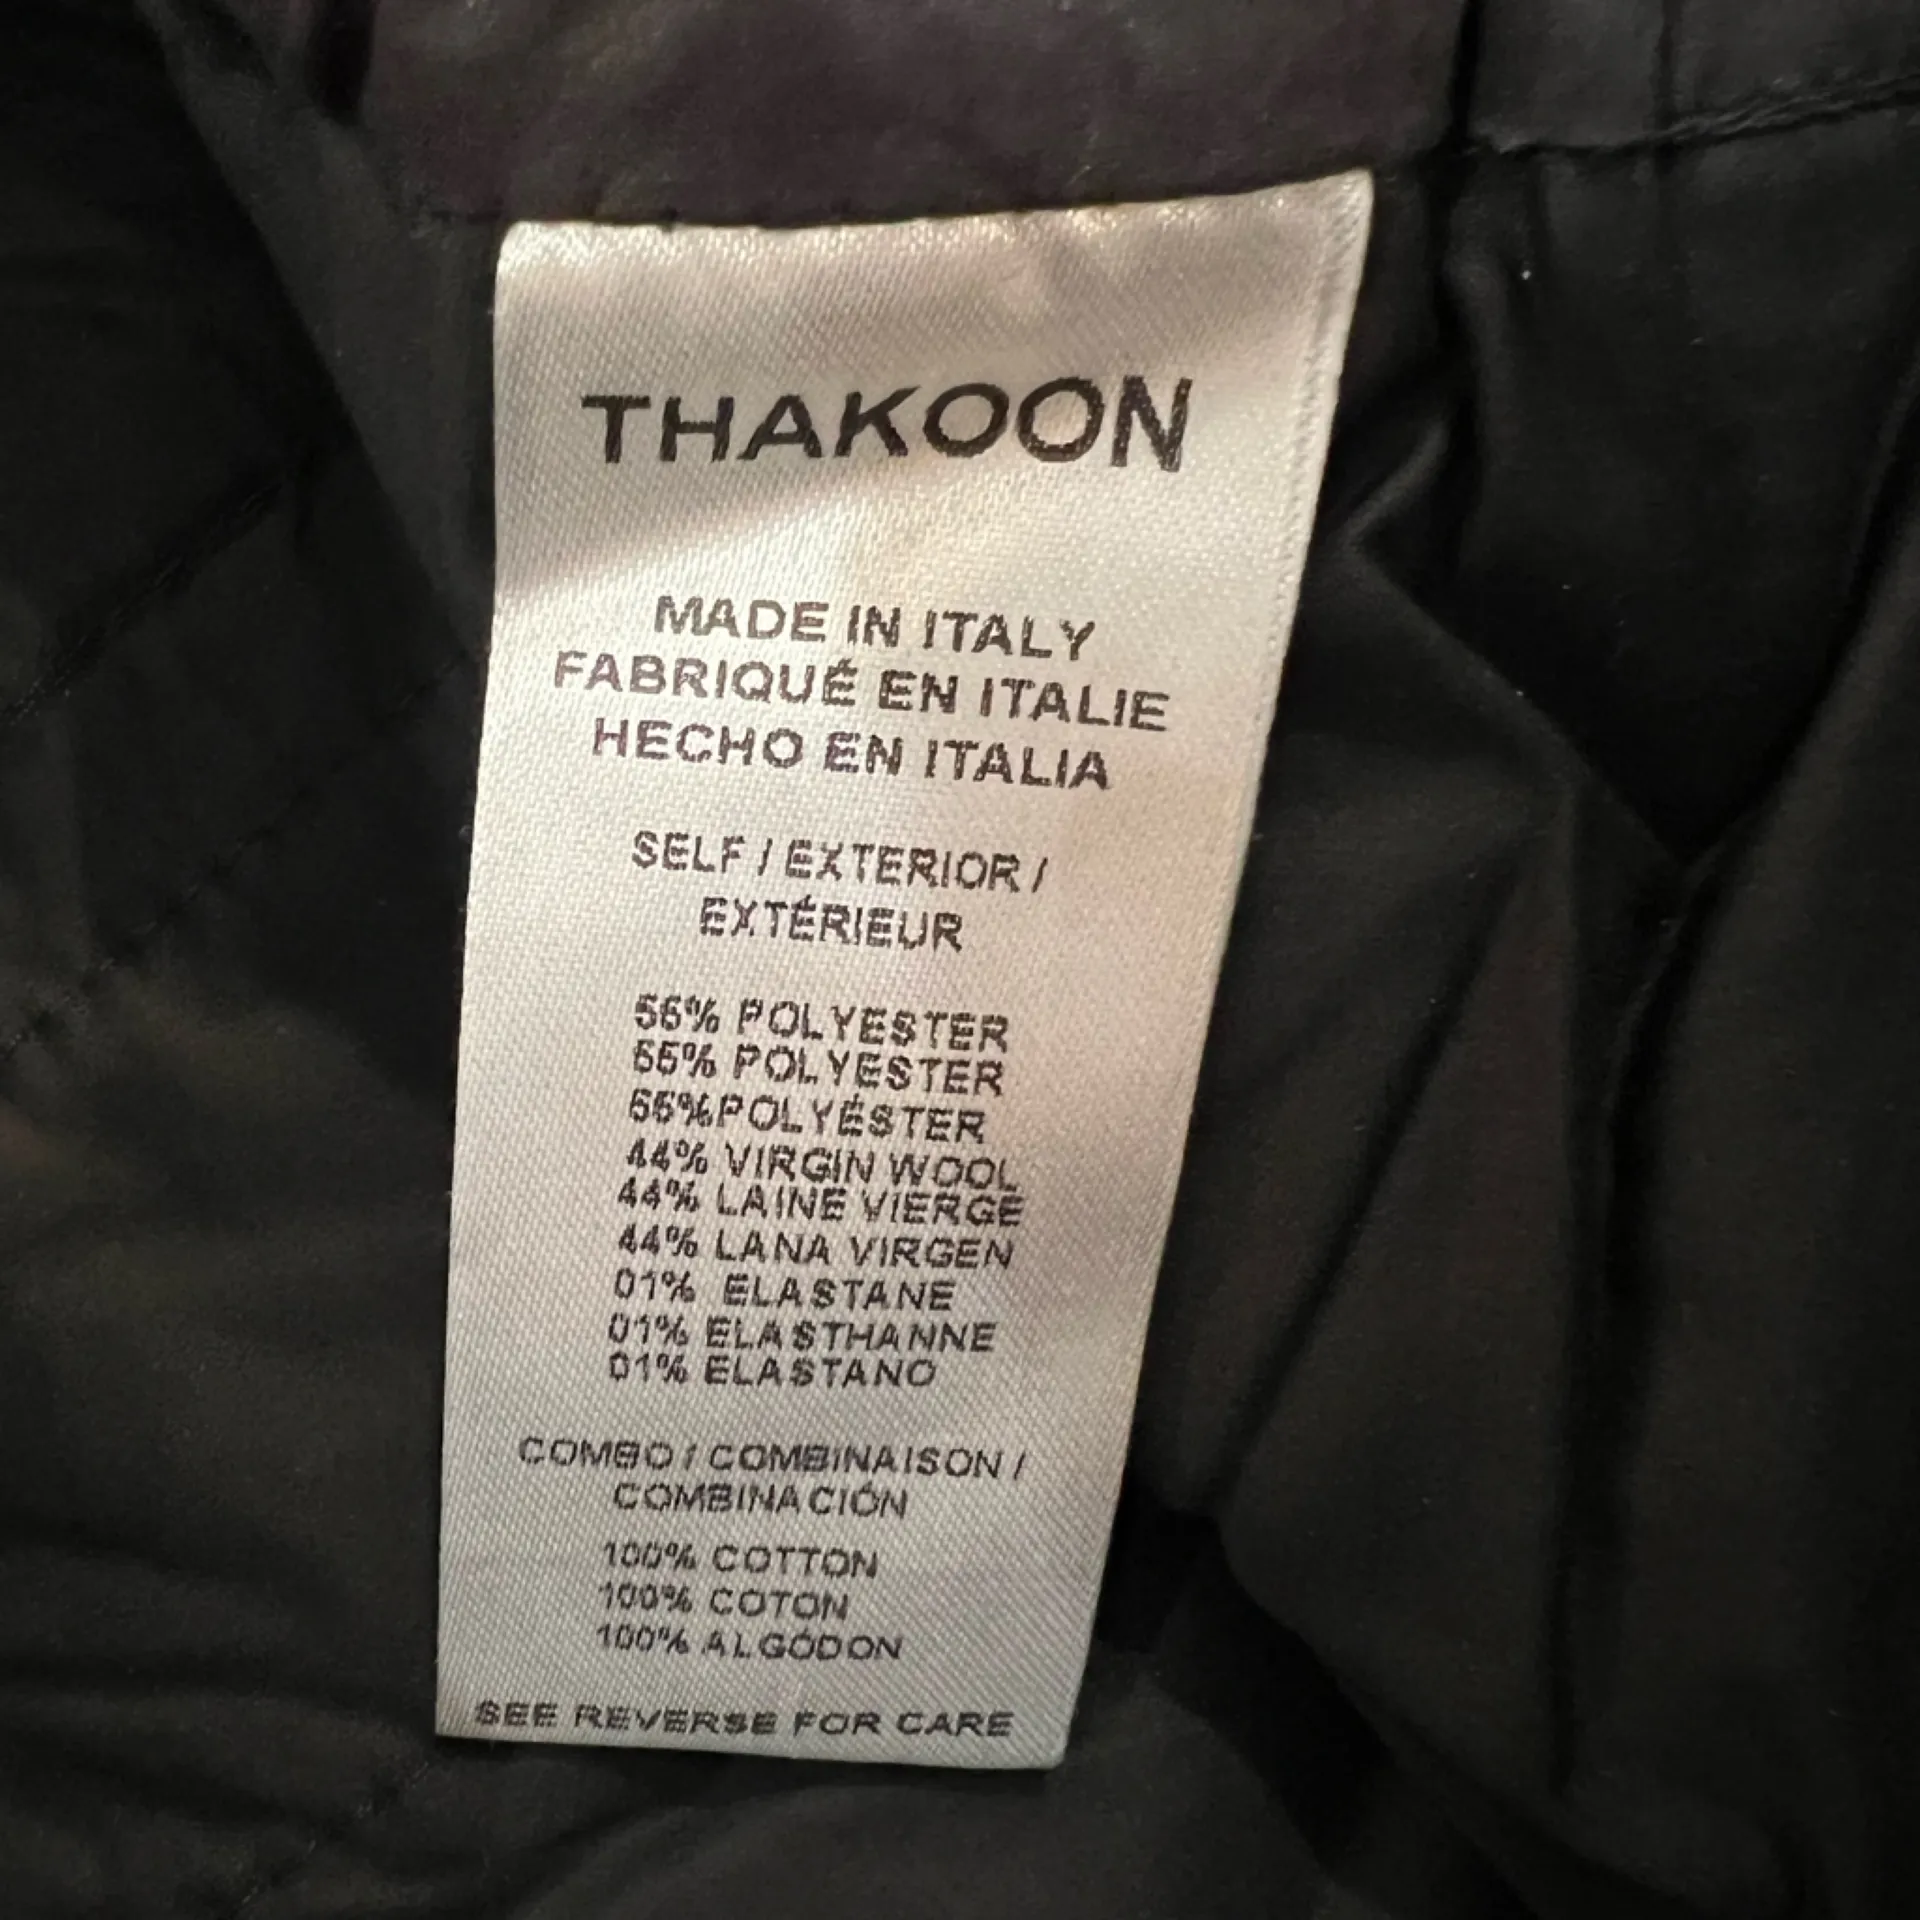 THAKOON
MADE IN ITALY
FABRIQUÉ EN ITALIE
HECHO EN ITALIA
SELF / EXTERIOR /
EXTÉRIEUR
55% POLYESTER
55% POLYESTER
55%POLYÉSTER
44% VIRGIN WOOL
44% LAINE VIERGE
44% LANA VIRGEN
01% ELASTANE
01% ELASTHANNE
01% ELASTANO
COMBO / COMBINAISON /
COMBINACIÓN
100% COTTON
100% COTON
100% ALGÓDON
SEE REVERSE FOR CARE